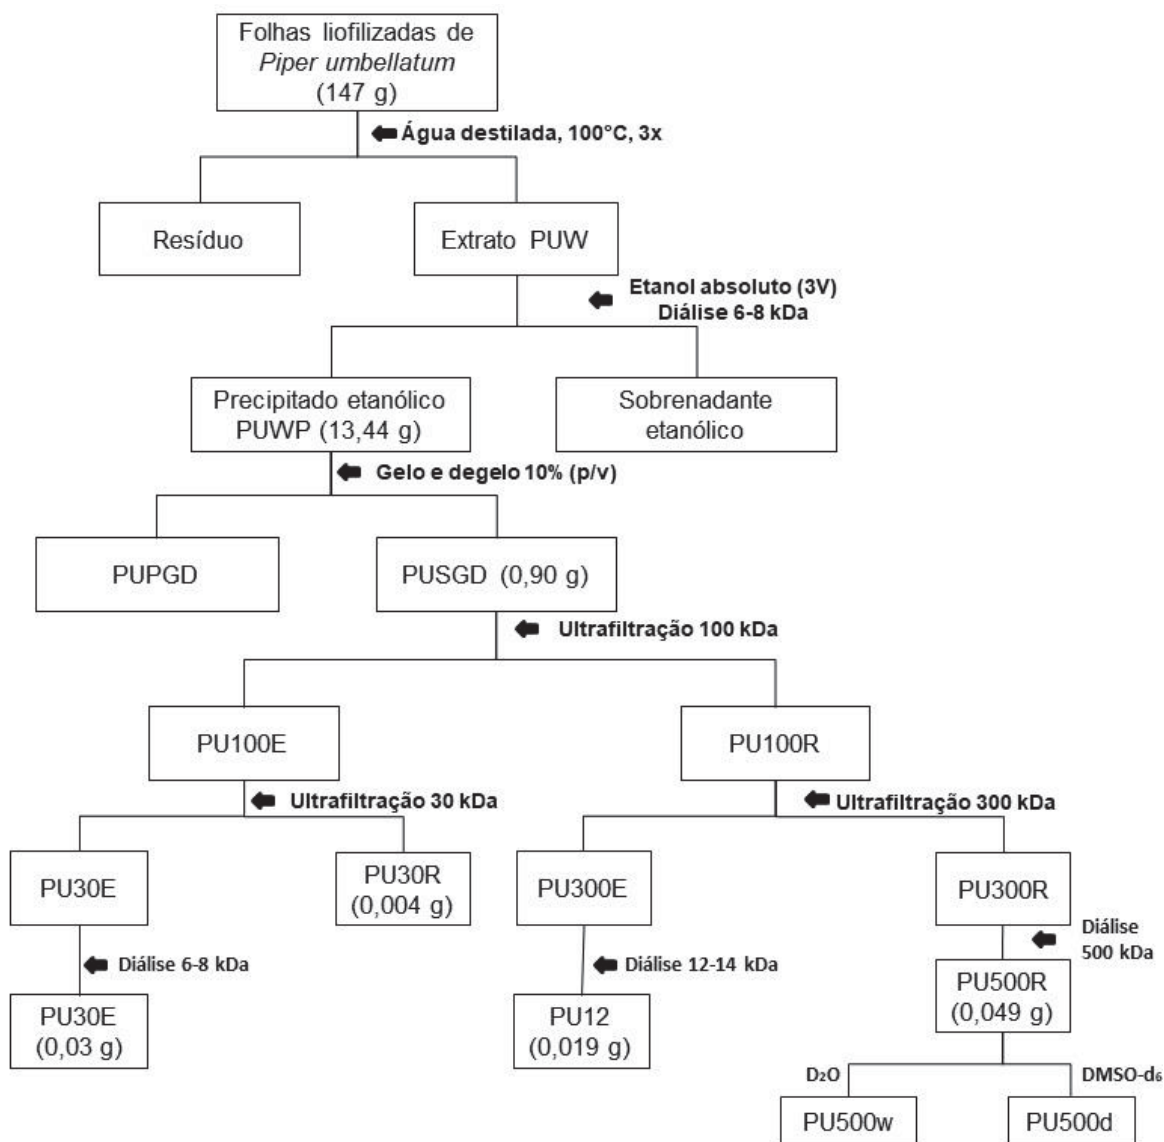 Folhas liofilizadas de
Piper umbellatum
(147 g)
Água destilada, 100°C, 3x
Resíduo
Extrato PUW
Etanol absoluto (3V)
Diálise 6-8 kDa
Precipitado etanólico
PUWP (13,44 g)
Sobrenadante
etanólico
Gelo e degelo 10% (p/v)
PUPGD
PUSGD (0,90 g)
Ultrafiltração 100 kDa
PU100E
PU100R
Ultrafiltração 30 kDa
Ultrafiltração 300 kDa
PU30E
PU30R
(0,004 g)
PU300E
PU300R
Diálise 6-8 kDa
Diálise 12-14 kDa
Diálise
500 kDa
PU30E
(0,03 g)
PU12
(0,019 g)
PU500R
(0,049 g)
D₂O
DMSO-d₆
PU500w
PU500d